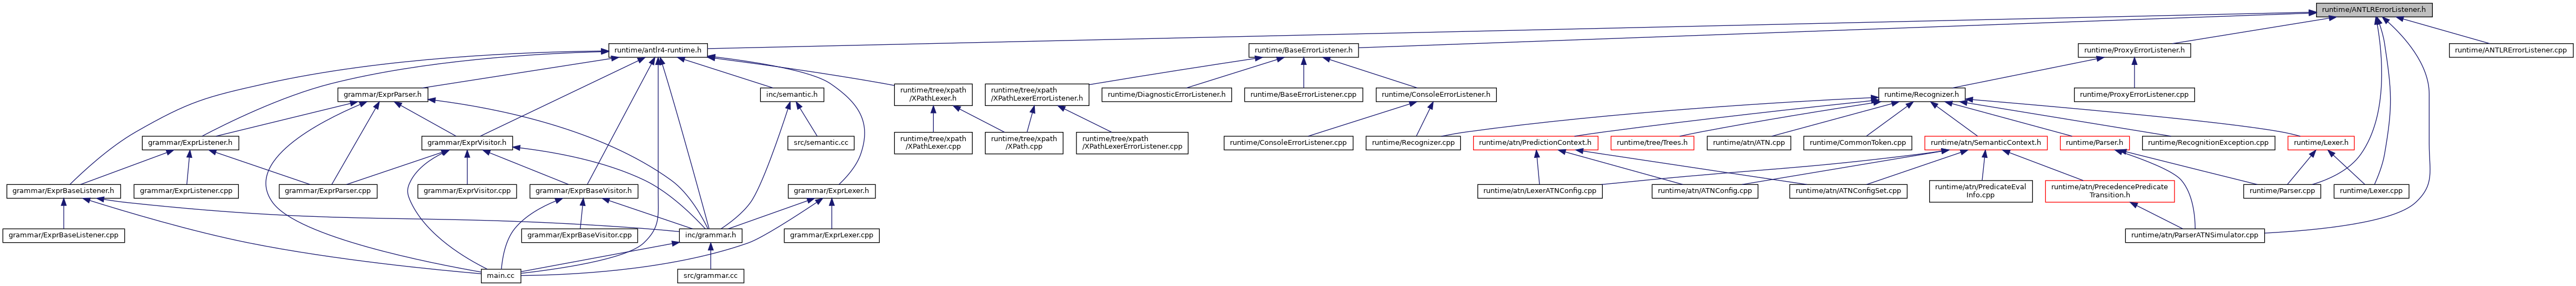 runtime/ANTLRErrorListener.h
runtime/antlr4-runtime.h
runtime/BaseErrorListener.h
runtime/ProxyErrorListener.h
runtime/ANTLRErrorListener.cpp
grammar/ExprParser.h
inc/semantic.h
runtime/tree/xpath
/XPathLexer.h
runtime/tree/xpath
/XPathLexerErrorListener.h
runtime/DiagnosticErrorListener.h
runtime/BaseErrorListener.cpp
runtime/ConsoleErrorListener.h
runtime/Recognizer.h
runtime/ProxyErrorListener.cpp
grammar/ExprListener.h
grammar/ExprVisitor.h
src/semantic.cc
runtime/tree/xpath
/XPathLexer.cpp
runtime/tree/xpath
/XPath.cpp
runtime/tree/xpath
/XPathLexerErrorListener.cpp
runtime/ConsoleErrorListener.cpp
runtime/Recognizer.cpp
runtime/atn/PredictionContext.h
runtime/tree/Trees.h
runtime/atn/ATN.cpp
runtime/CommonToken.cpp
runtime/atn/SemanticContext.h
runtime/Parser.h
runtime/RecognitionException.cpp
runtime/Lexer.h
grammar/ExprBaseListener.h
grammar/ExprListener.cpp
grammar/ExprParser.cpp
grammar/ExprVisitor.cpp
grammar/ExprBaseVisitor.h
grammar/ExprLexer.h
runtime/atn/LexerATNConfig.cpp
runtime/atn/ATNConfig.cpp
runtime/atn/ATNConfigSet.cpp
runtime/atn/PredicateEval
Info.cpp
runtime/atn/PrecedencePredicate
Transition.h
runtime/Parser.cpp
runtime/Lexer.cpp
grammar/ExprBaseListener.cpp
grammar/ExprBaseVisitor.cpp
inc/grammar.h
grammar/ExprLexer.cpp
runtime/atn/ParserATNSimulator.cpp
main.cc
src/grammar.cc